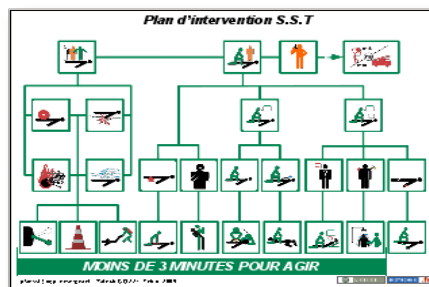 Plan d'intervention S.S.T
MOINS DE 3 MINUTES POUR AGIR